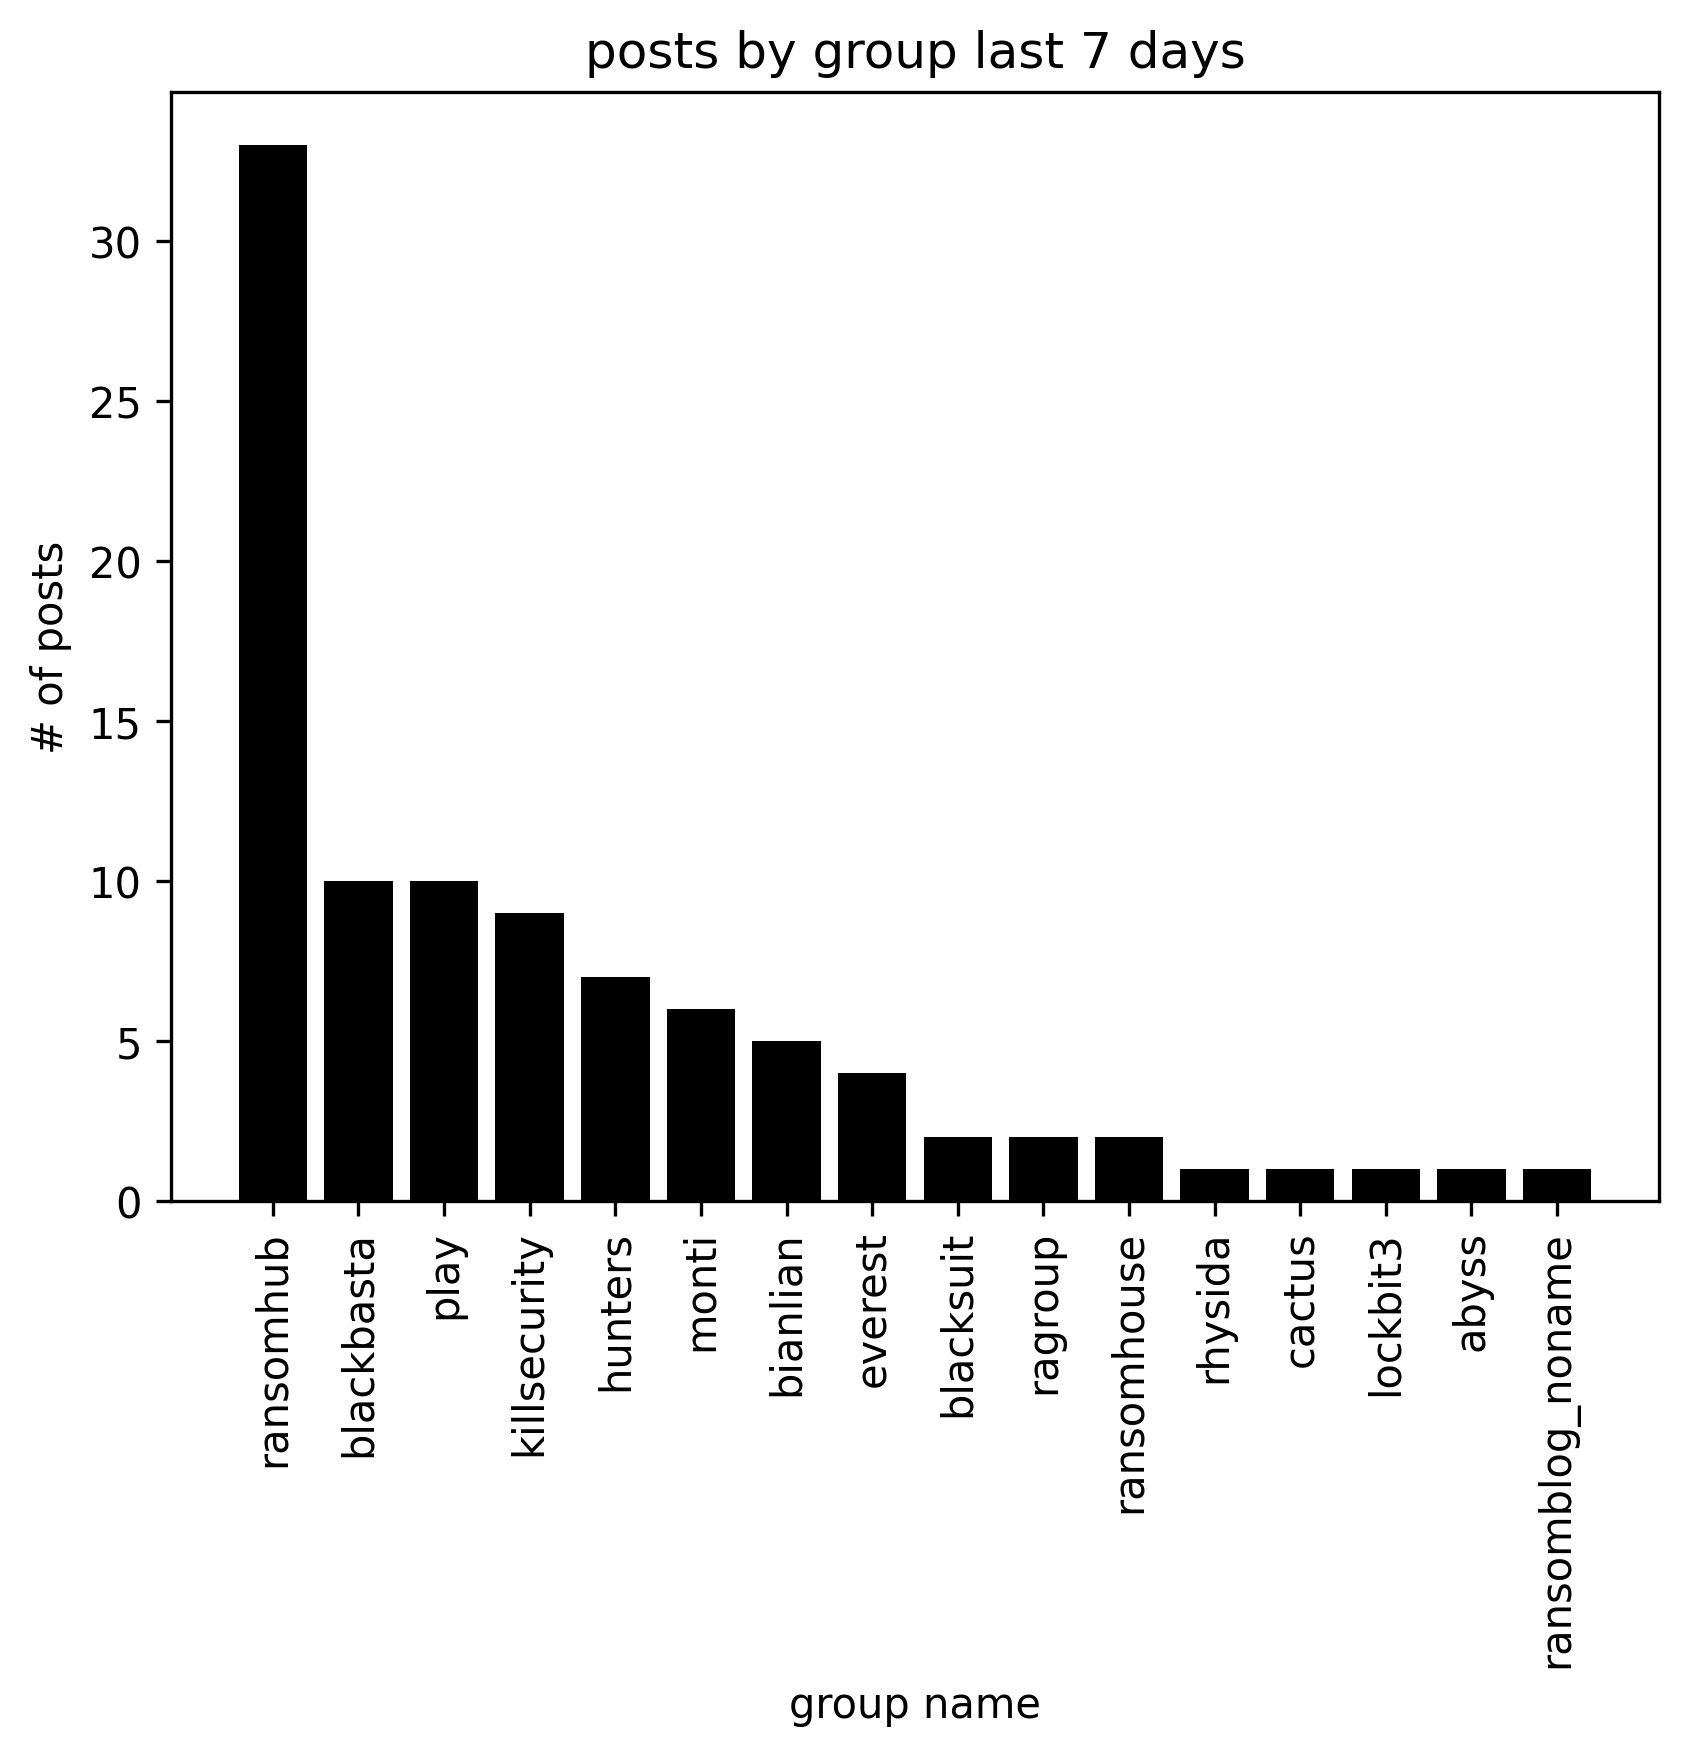 posts by group last 7 days
# of posts
30
25
20
15
10
5
0
ransomhub
blackbasta
play
killsecurity
hunters
monti
bianlian
everest
blacksuit
ragroup
ransomhouse
rhysida
cactus
lockbit3
abyss
ransomblog_noname
group name